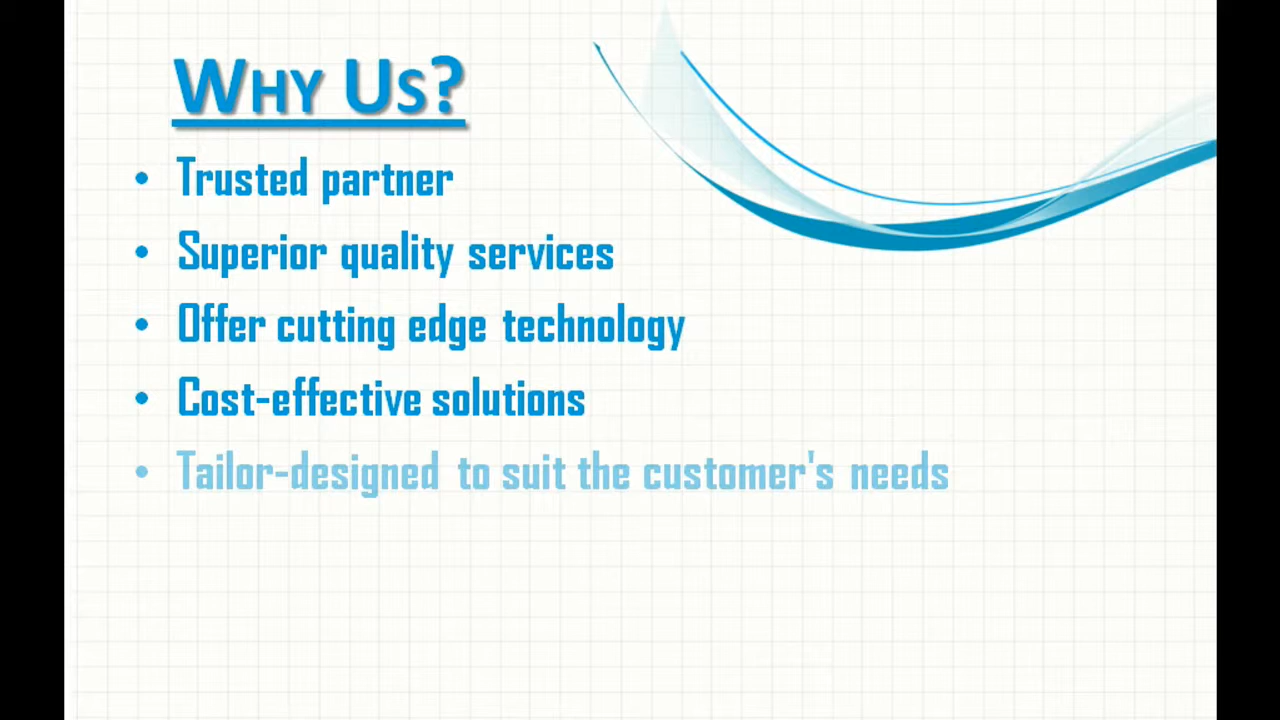 WHY US?
• Trusted partner
• Superior quality services
• Offer cutting edge technology
• Cost-effective solutions
• Tailor-designed to suit the customer's needs